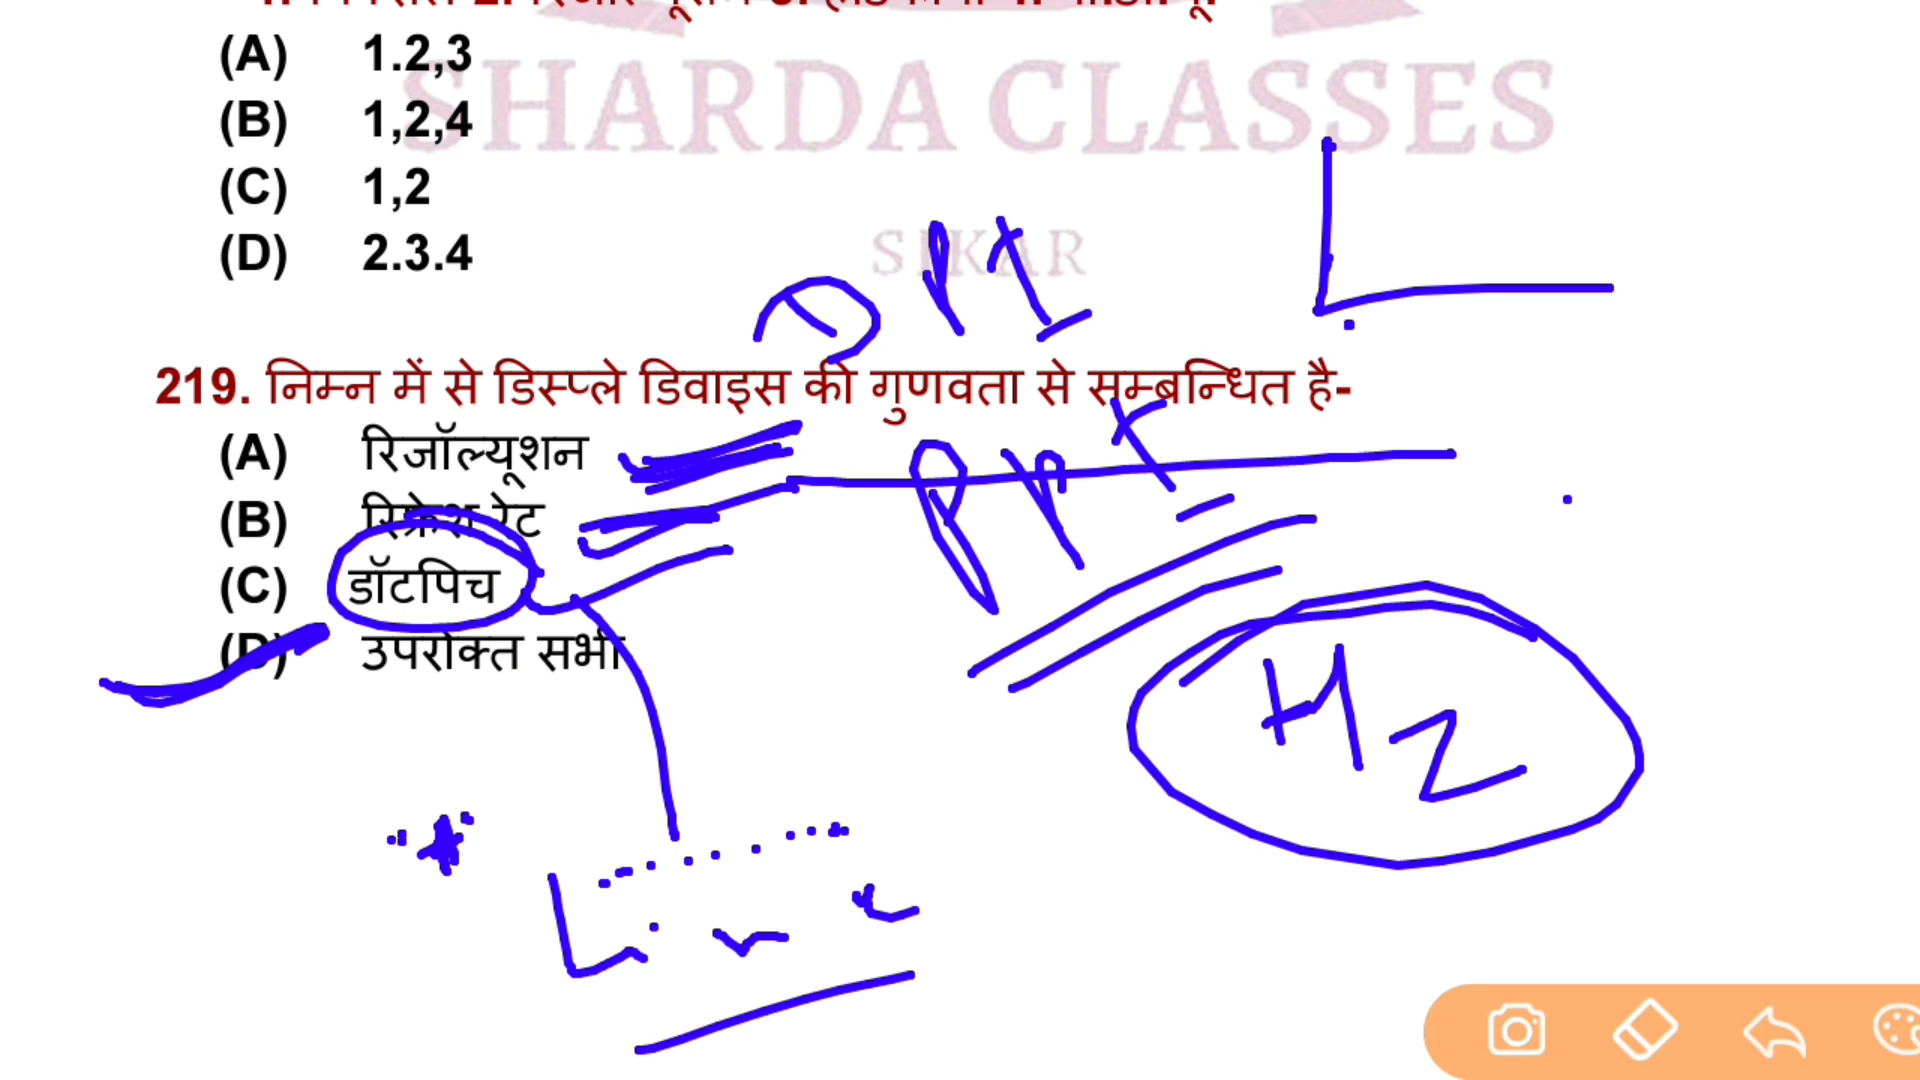 (A) 1.2,3
SHARDA CLASSES
(B) 1,2,4
(C) 1,2
SIKAR
(D) 2.3.4
DPI
219. निम्न में से डिस्प्ले डिवाइस की गुणवता से सम्बन्धित है-
(A) रिजॉल्यूशन
PPI
(B) रिफ्रेश रेट
(C) डॉटपिच
(D) उपरोक्त सभी
HZ